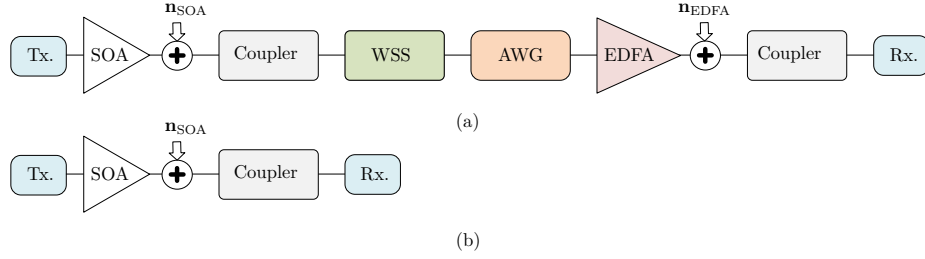 n_SOA n_EDFA
Tx. SOA Coupler WSS AWG EDFA Coupler Rx.
(a)
n_SOA
Tx. SOA Coupler Rx.
(b)